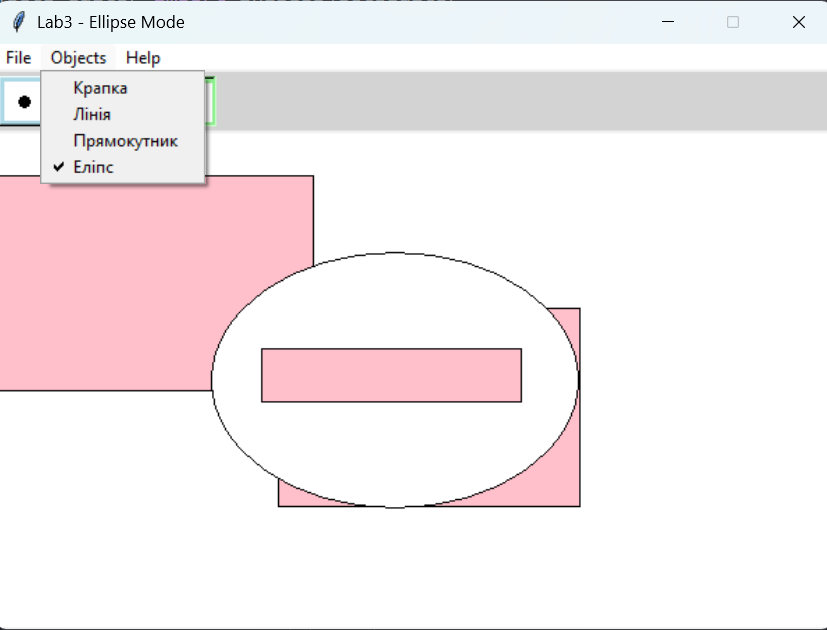 Lab3 - Ellipse Mode
File Objects Help
Крапка
Лінія
Прямокутник
Еліпс